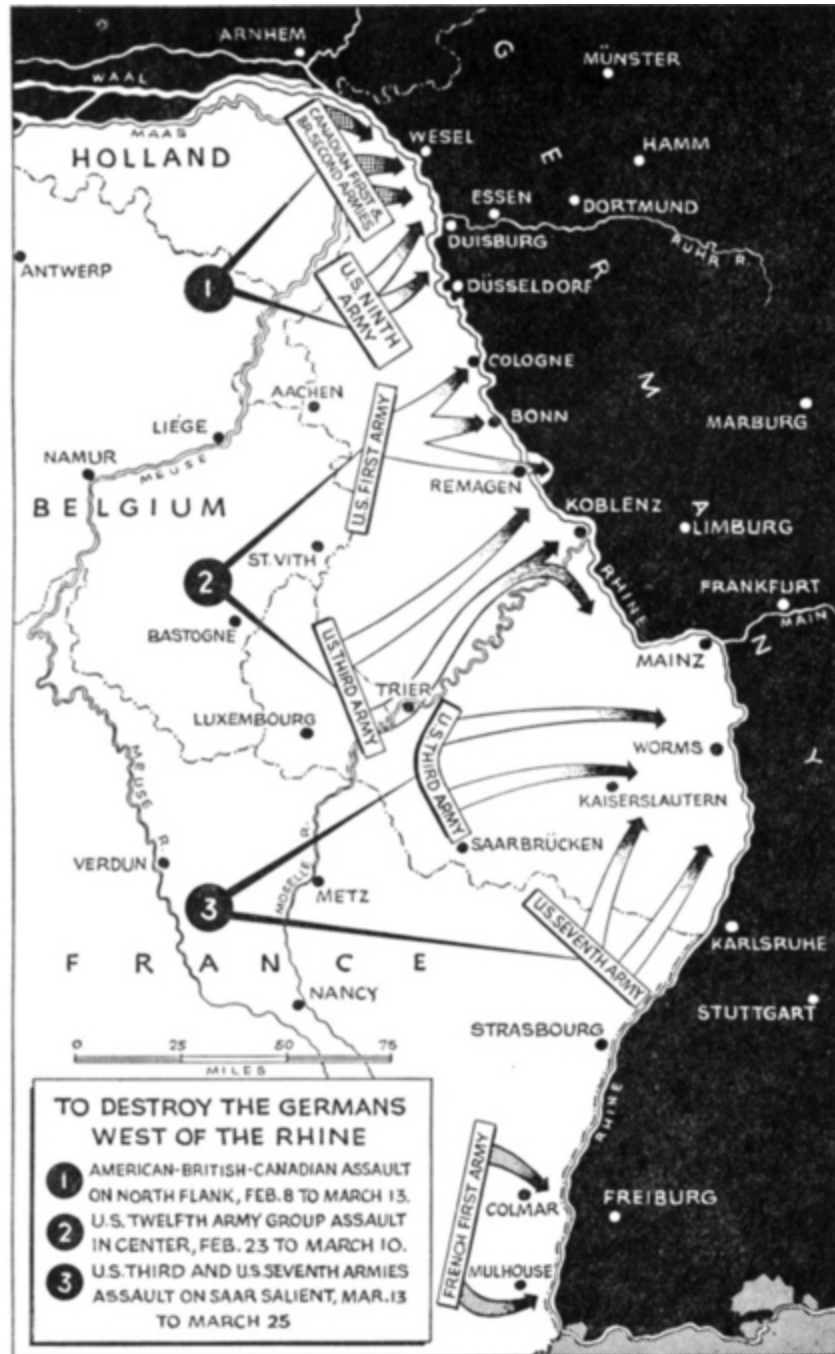 ARNHEM
G
MÜNSTER
WAAL
MAAS
WESEL
E
HAMM
HOLLAND
CANADIAN FIRST &
BR. SECOND ARMIES
ESSEN
DORTMUND
DUISBURG
R
RUHR R.
ANTWERP
1
U.S. NINTH
ARMY
DÜSSELDORF
COLOGNE
M
AACHEN
BONN
MARBURG
LIÉGE
NAMUR
MEUSE
U.S. FIRST ARMY
REMAGEN
BELGIUM
KOBLENZ
A
LIMBURG
ST. VITH
2
RHINE
FRANKFURT
MAIN
BASTOGNE
N
MAINZ
U.S. THIRD ARMY
TRIER
LUXEMBOURG
U.S. THIRD ARMY
WORMS
Y
MEUSE R.
KAISERSLAUTERN
SAARBRÜCKEN
VERDUN
MOSELLE R.
METZ
3
U.S. SEVENTH ARMY
KARLSRUHE
FRANCE
NANCY
STUTTGART
STRASBOURG
0 25 50 75
MILES
RHINE
TO DESTROY THE GERMANS
WEST OF THE RHINE
1 AMERICAN-BRITISH-CANADIAN ASSAULT
ON NORTH FLANK, FEB. 8 TO MARCH 13.
2 U.S. TWELFTH ARMY GROUP ASSAULT
IN CENTER, FEB. 23 TO MARCH 10.
3 U.S. THIRD AND U.S. SEVENTH ARMIES
ASSAULT ON SAAR SALIENT, MAR. 13
TO MARCH 25
FRENCH FIRST ARMY
COLMAR
FREIBURG
MULHOUSE